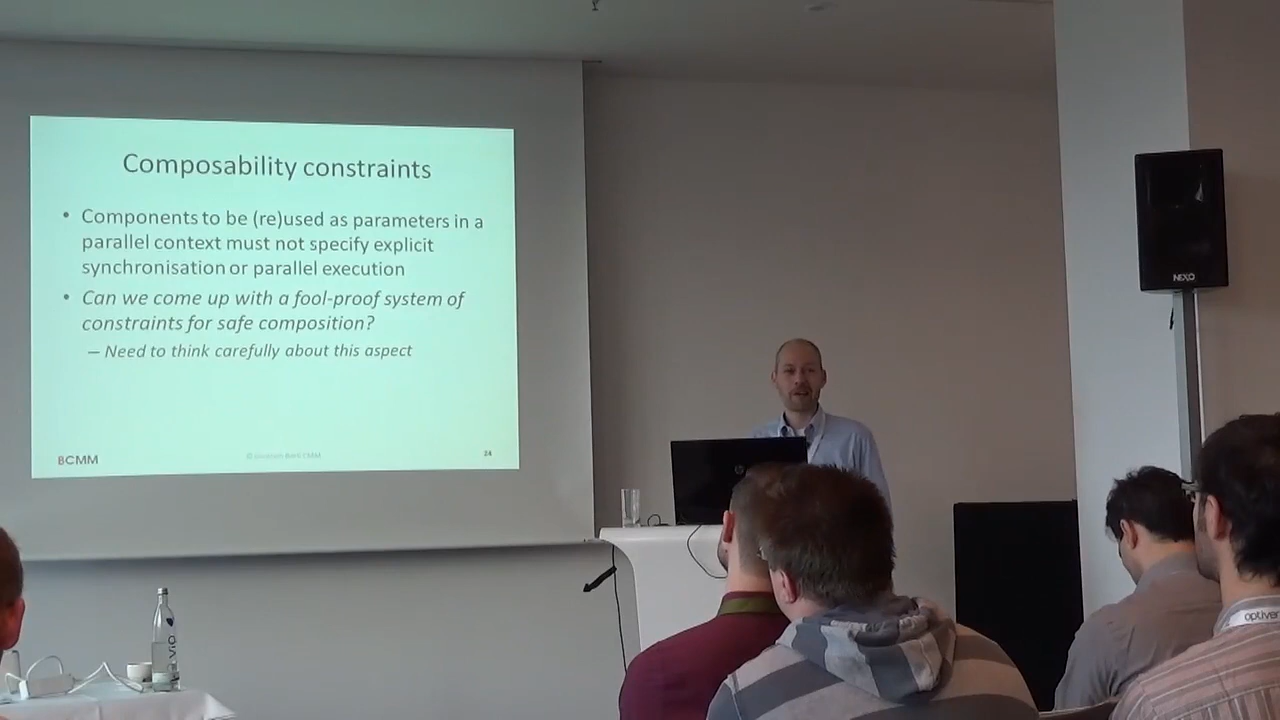 Composability constraints
• Components to be (re)used as parameters in a
parallel context must not specify explicit
synchronisation or parallel execution
• Can we come up with a fool-proof system of
constraints for safe composition?
– Need to think carefully about this aspect
BCMM
24
NEXO
hp
optiver
ViO